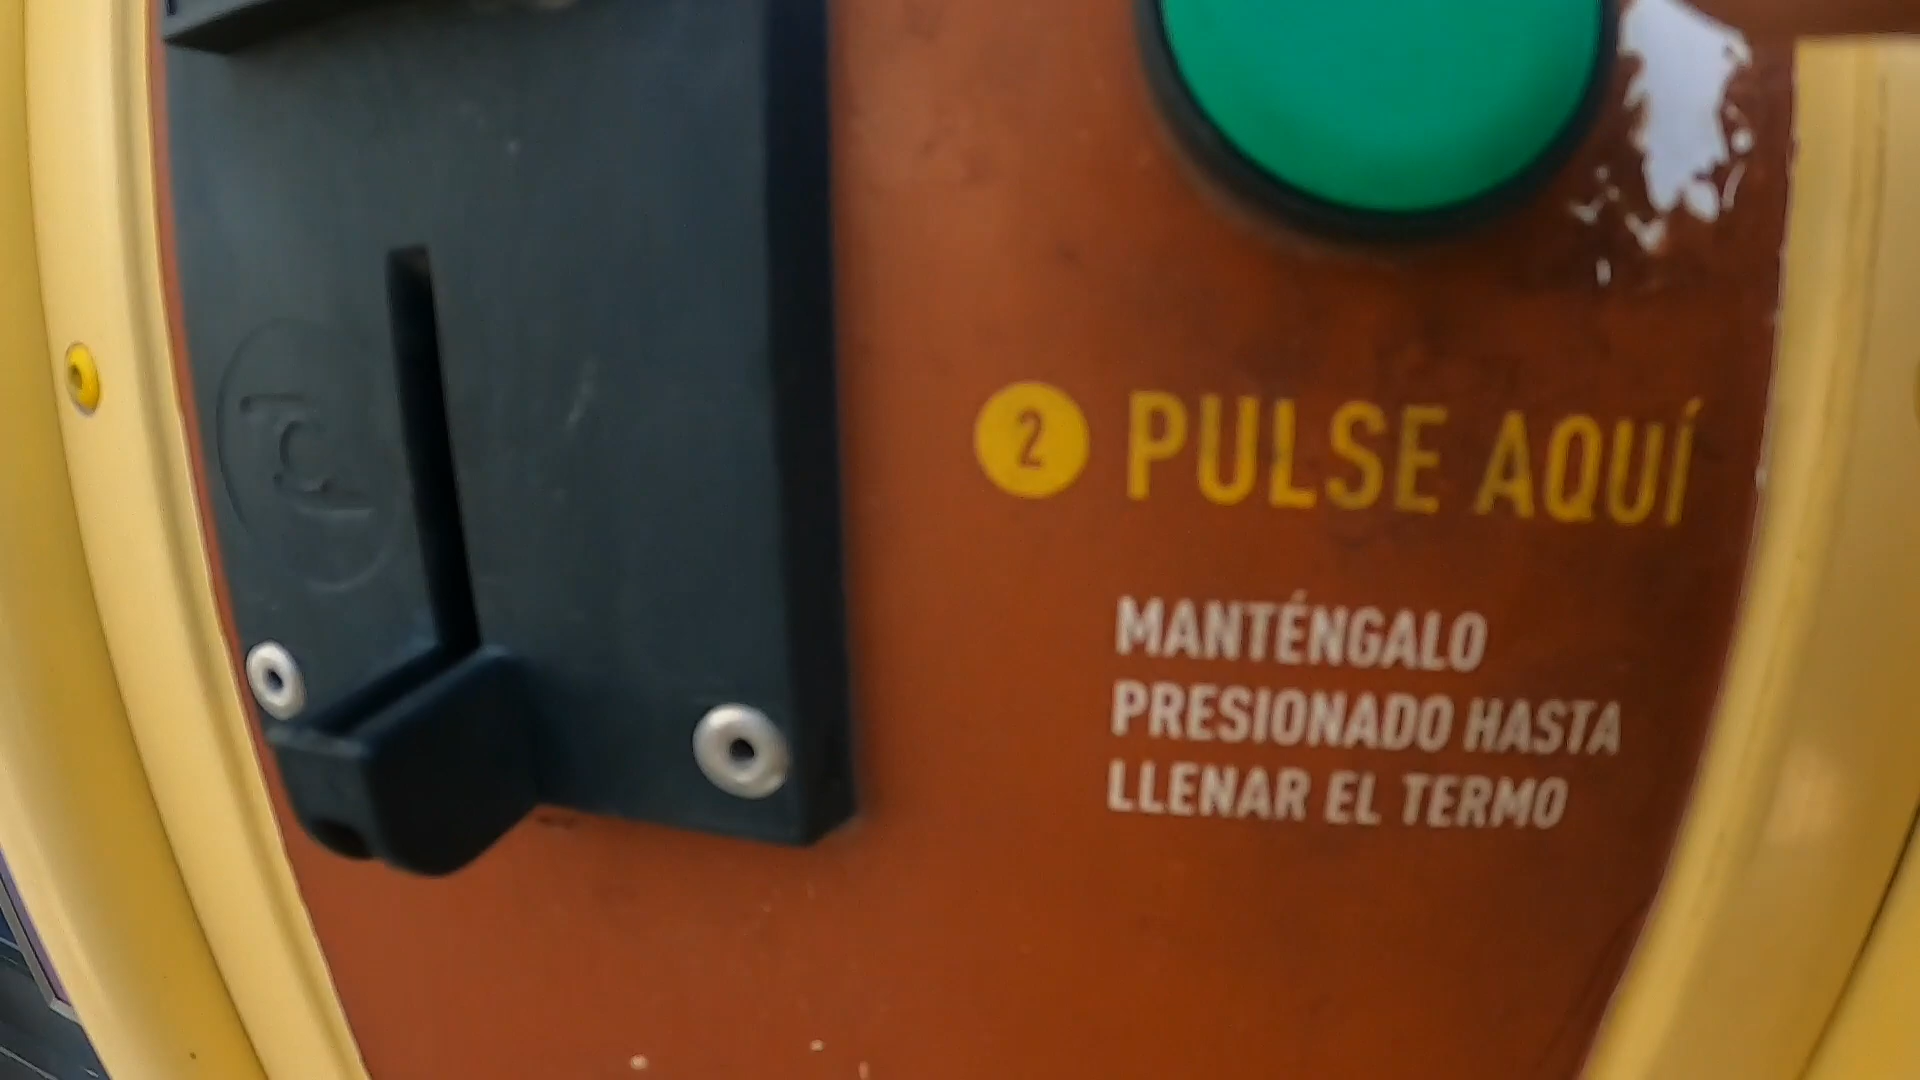 2 PULSE AQUÍ
MANTÉNGALO
PRESIONADO HASTA
LLENAR EL TERMO